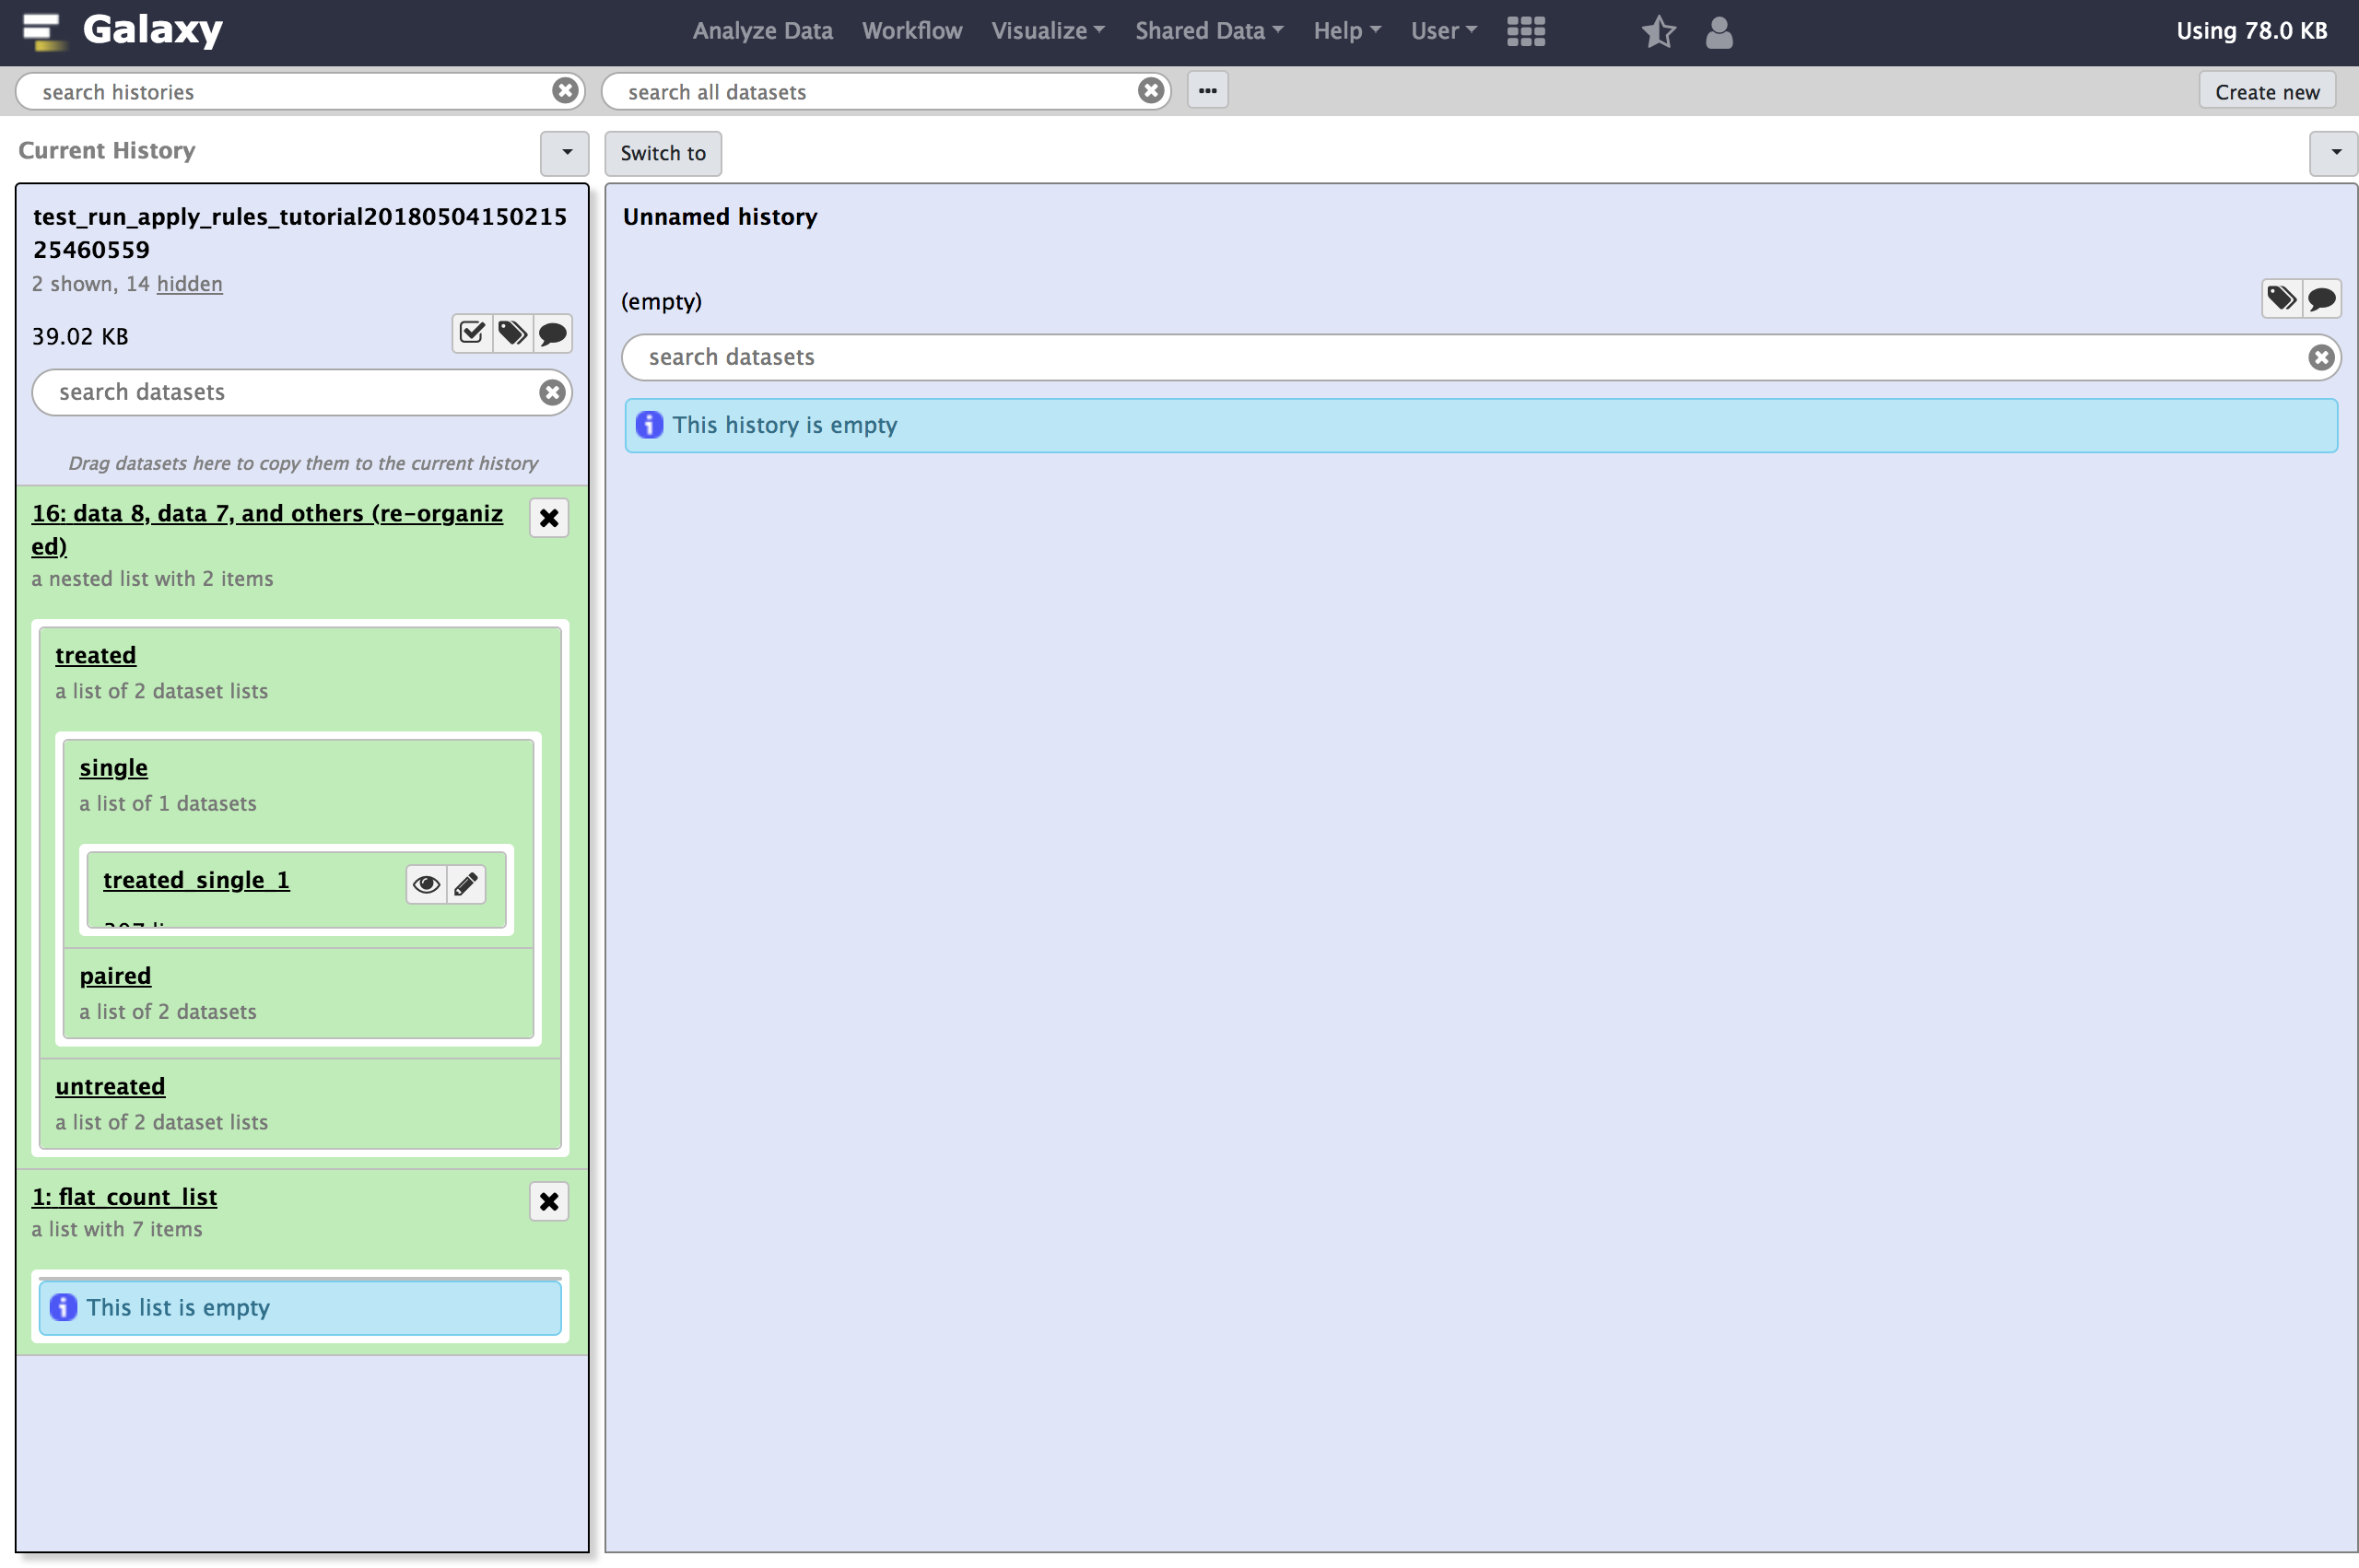 Galaxy
Analyze Data Workflow Visualize Shared Data Help User
Using 78.0 KB
search histories
search all datasets
...
Create new
Current History
Switch to
test_run_apply_rules_tutorial20180504150215
25460559
2 shown, 14 hidden
39.02 KB
search datasets
Drag datasets here to copy them to the current history
16: data 8, data 7, and others (re-organiz
ed)
a nested list with 2 items
treated
a list of 2 dataset lists
single
a list of 1 datasets
treated_single_1
paired
a list of 2 datasets
untreated
a list of 2 dataset lists
1: flat_count_list
a list with 7 items
This list is empty
Unnamed history
(empty)
search datasets
This history is empty